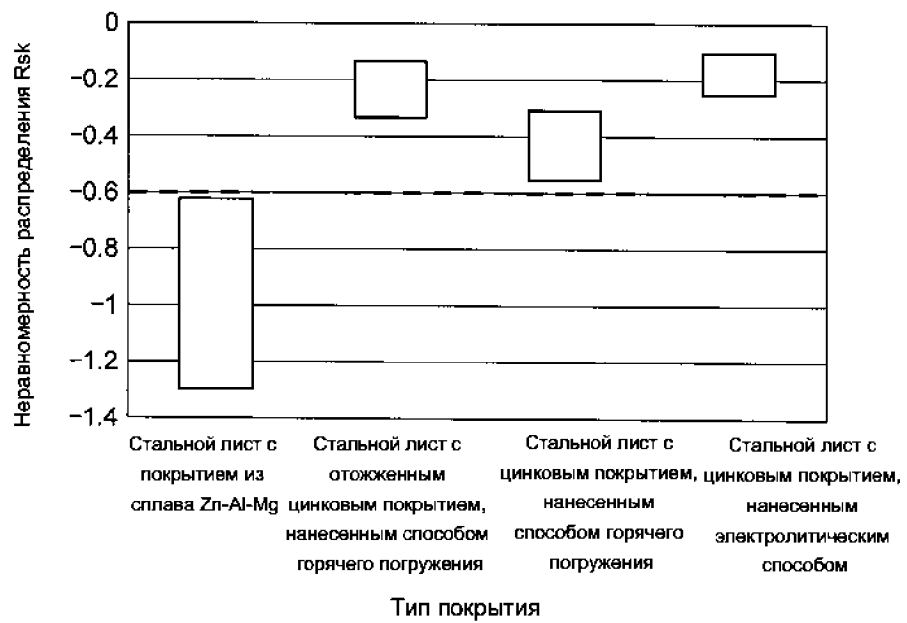 Неравномерность распределения Rsk
0
−0.2
−0.4
−0.6
−0.8
−1
−1.2
−1.4
Стальной лист с
покрытием из
сплава Zn-Al-Mg
Стальной лист с
отожженным
цинковым покрытием,
нанесенным способом
горячего погружения
Стальной лист с
цинковым покрытием,
нанесенным
способом горячего
погружения
Стальной лист с
цинковым покрытием,
нанесенным
электролитическим
способом
Тип покрытия